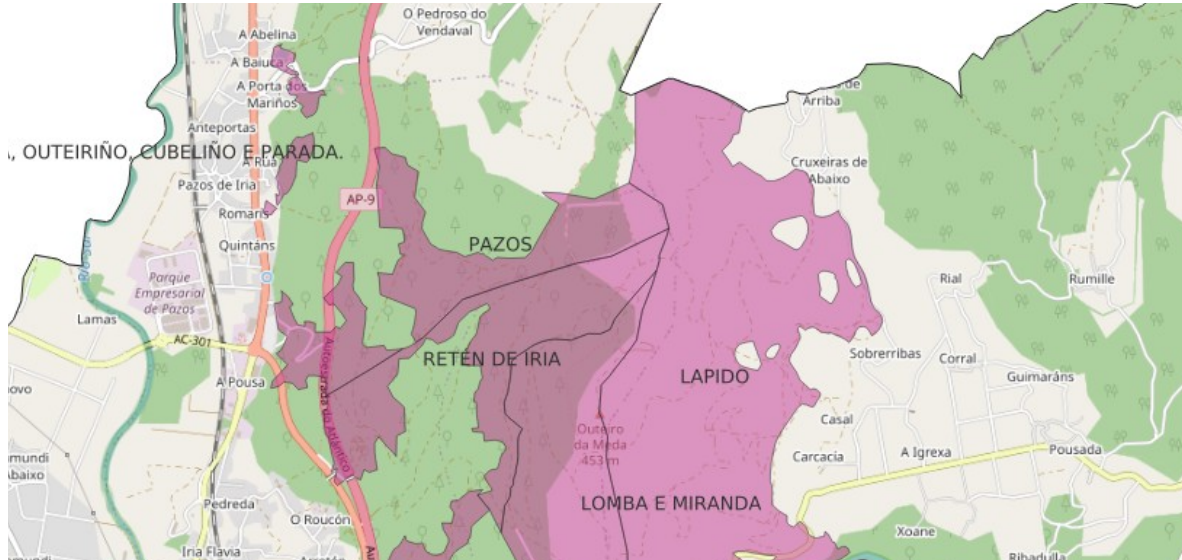 O Pedroso do
Vendaval
A Abelina
A Baiuca
A Porta dos
Mariños
de
Arriba
Anteportas
, OUTEIRIÑO, CUBELIÑO E PARADA.
A Rúa
Cruxeiras de
Abaixo
Pazos de Iria
AP-9
Romarís
PAZOS
Quintáns
Parque
Empresarial
de Pazos
Rial
Rumille
Lamas
AC-301
Sobrerribas
Corral
RETÉN DE IRIA
LAPIDO
Guimaráns
A Pousa
ovo
Casal
Outeiro
da Meda
453 m
A Igrexa
Pousada
Carcacía
Abaixo
LOMBA E MIRANDA
Pedreda
O Roucón
Xoane
Iria Flavia
Ribadulla